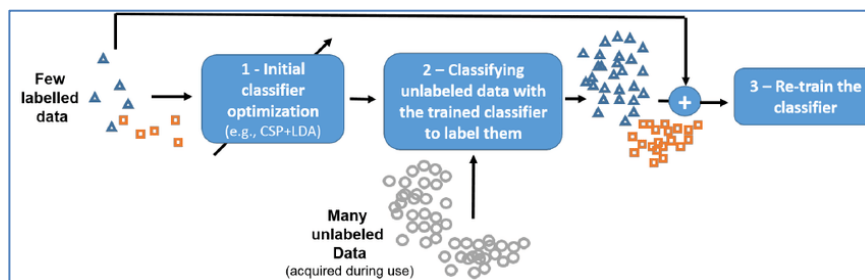 Few
labelled
data
1 - Initial
classifier
optimization
(e.g., CSP+LDA)
2 – Classifying
unlabeled data with
the trained classifier
to label them
+
3 – Re-train the
classifier
Many
unlabeled
Data
(acquired during use)